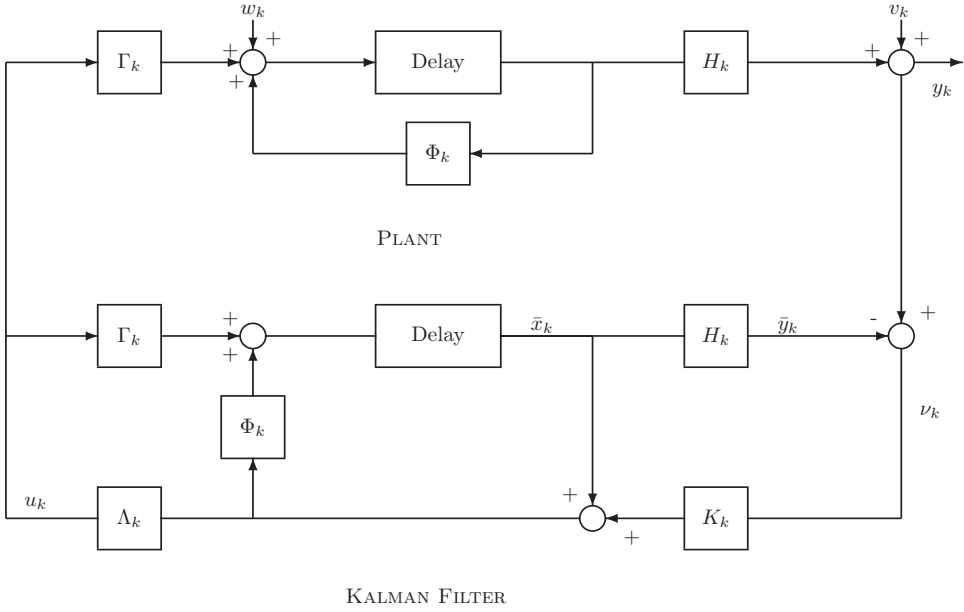 w_k
+
v_k
+
Γ_k
+
+
Delay
H_k
+
y_k
Φ_k
PLANT
Γ_k
+
+
Delay
x̄_k
H_k
ȳ_k
-
+
Φ_k
ν_k
u_k
Λ_k
+
+
K_k
KALMAN FILTER